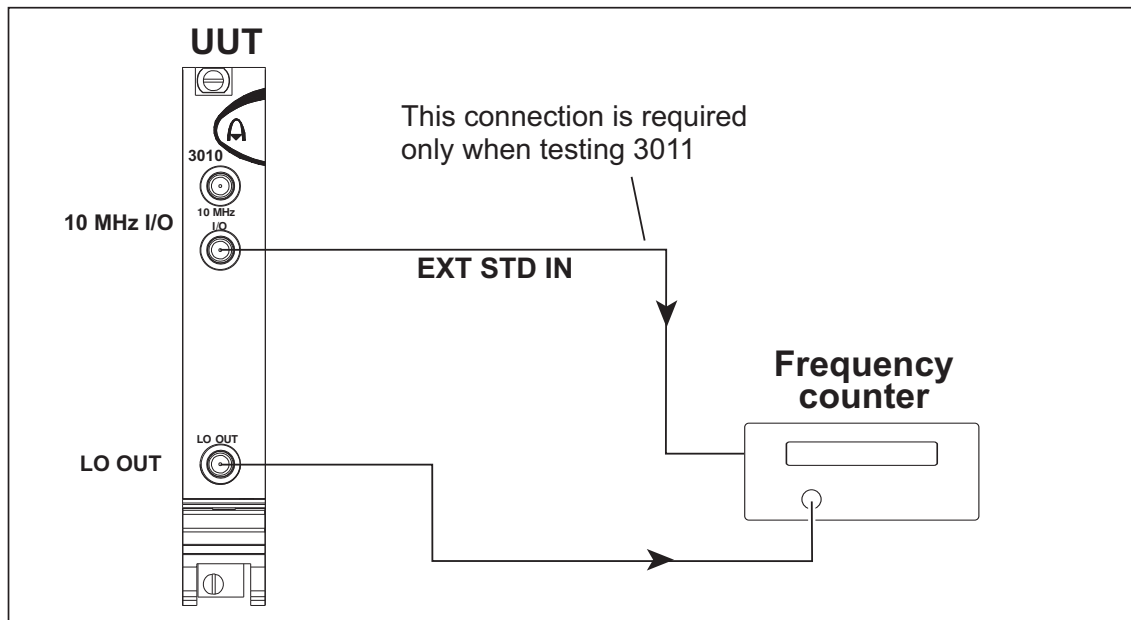 UUT
This connection is required
only when testing 3011
3010
10 MHz
I/O
10 MHz I/O
EXT STD IN
Frequency
counter
LO OUT
LO OUT